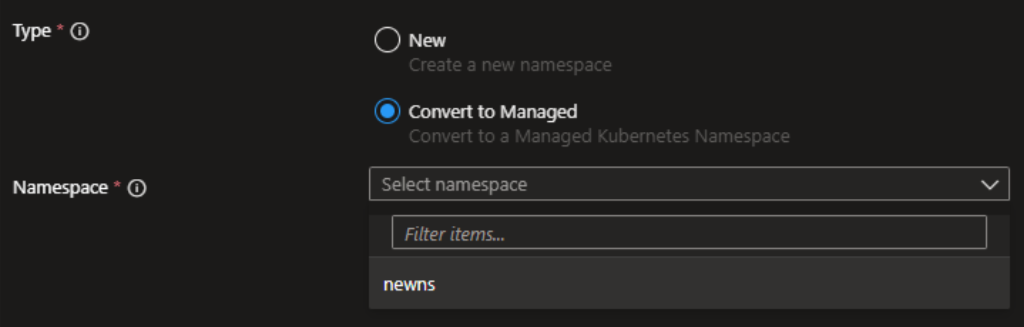 Type *
New
Create a new namespace
Convert to Managed
Convert to a Managed Kubernetes Namespace
Namespace *
Select namespace
Filter items...
newns